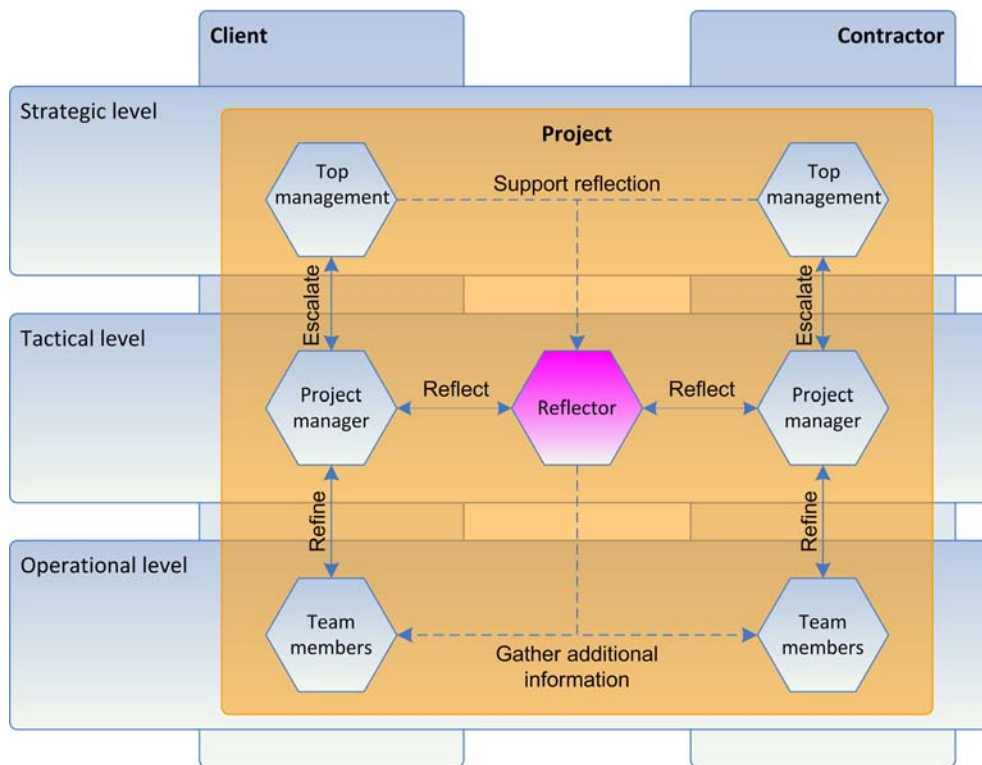 Client
Contractor
Strategic level
Project
Top
management
Support reflection
Top
management
Escalate
Escalate
Tactical level
Project
manager
Reflect
Reflector
Reflect
Project
manager
Refine
Refine
Operational level
Team
members
Gather additional
information
Team
members